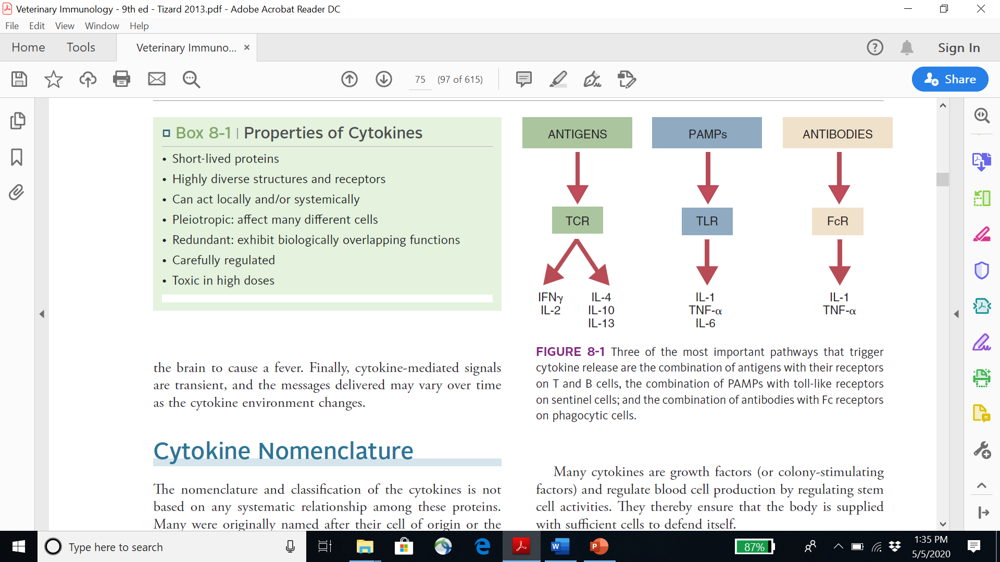 Veterinary Immunology - 9th ed - Tizard 2013.pdf - Adobe Acrobat Reader DC
File Edit View Window Help
Home Tools Veterinary Immuno... × ? Sign In
75 (97 of 615) Share
Box 8-1 | Properties of Cytokines
• Short-lived proteins
• Highly diverse structures and receptors
• Can act locally and/or systemically
• Pleiotropic: affect many different cells
• Redundant: exhibit biologically overlapping functions
• Carefully regulated
• Toxic in high doses
the brain to cause a fever. Finally, cytokine-mediated signals
are transient, and the messages delivered may vary over time
as the cytokine environment changes.
Cytokine Nomenclature
The nomenclature and classification of the cytokines is not
based on any systematic relationship among these proteins.
Many were originally named after their cell of origin or the
ANTIGENS PAMPs ANTIBODIES
TCR TLR FcR
IFNγ IL-4 IL-1 IL-1
IL-2 IL-10 TNF-α TNF-α
IL-13 IL-6
FIGURE 8-1 Three of the most important pathways that trigger
cytokine release are the combination of antigens with their receptors
on T and B cells, the combination of PAMPs with toll-like receptors
on sentinel cells; and the combination of antibodies with Fc receptors
on phagocytic cells.
Many cytokines are growth factors (or colony-stimulating
factors) and regulate blood cell production by regulating stem
cell activities. They thereby ensure that the body is supplied
with sufficient cells to defend itself.
Type here to search
W
P
87%
1:35 PM
5/5/2020